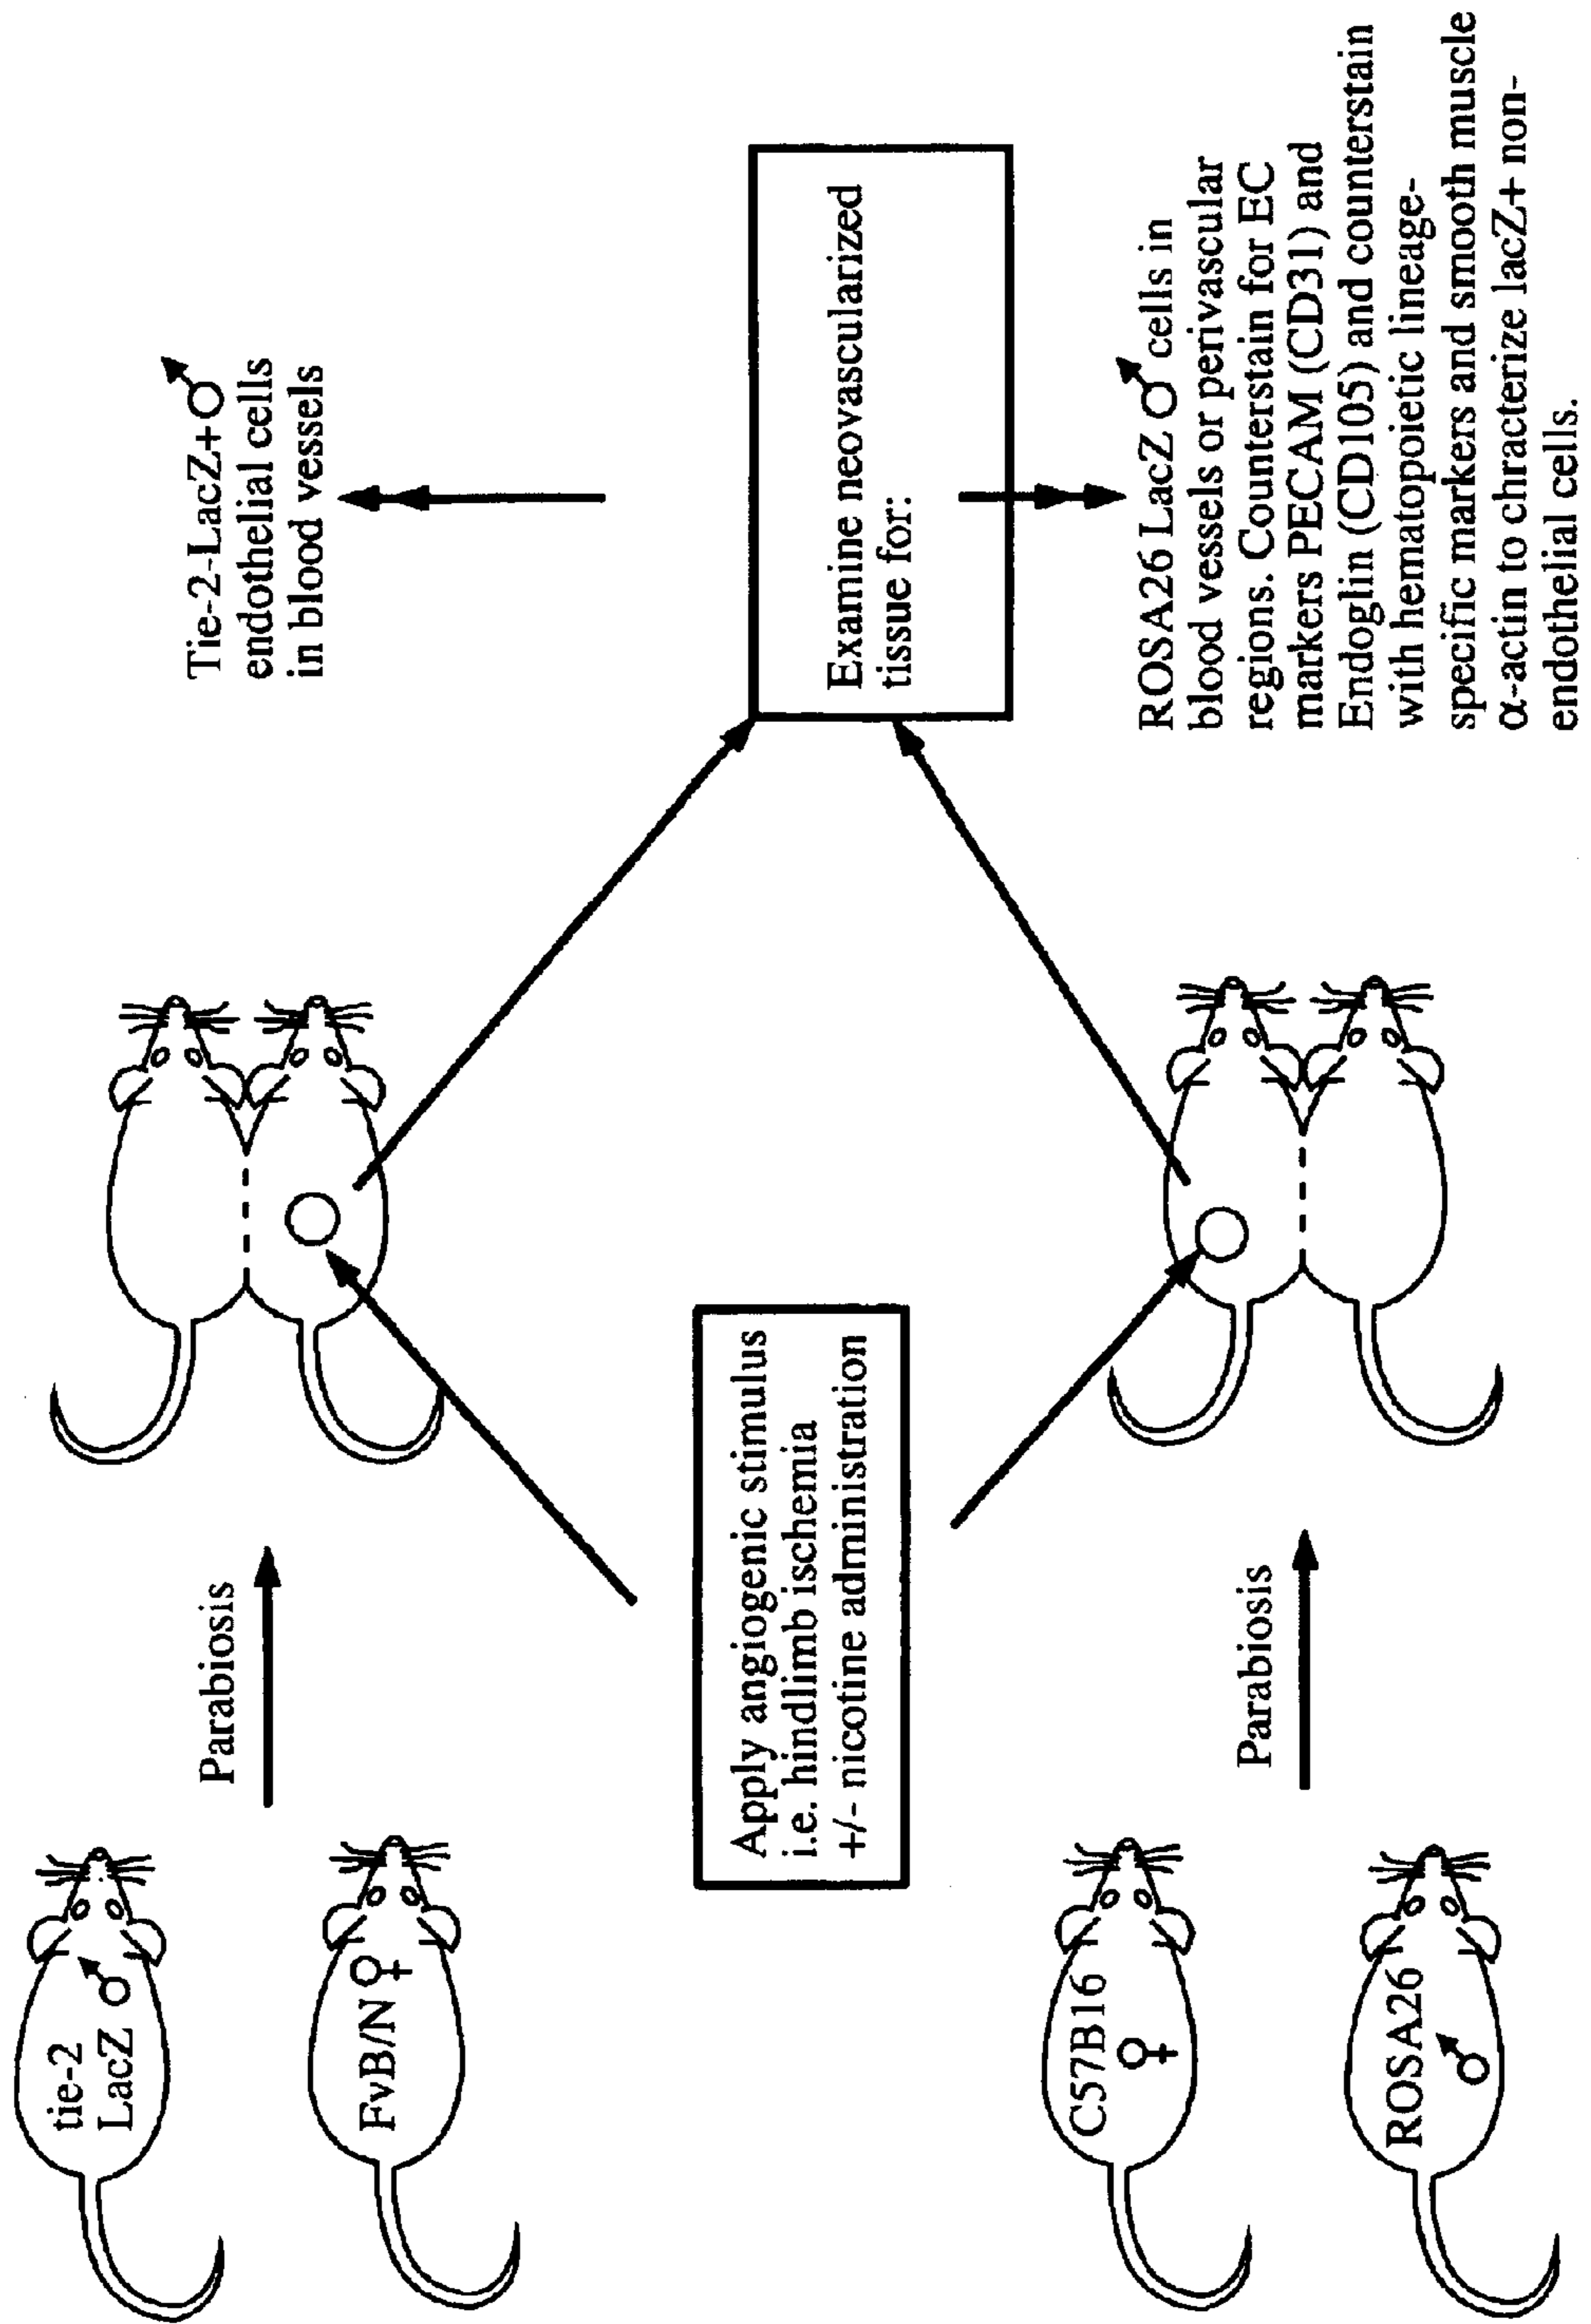 tie-2
LacZ ♂
FvB/N ♀
Parabiosis
Apply angiogenic stimulus
i.e. hindlimb ischemia
+/- nicotine administration
C57B16
♀
ROSA26
♂
Parabiosis
Tie-2-LacZ+♂
endothelial cells
in blood vessels
Examine neovascularized
tissue for:
ROSA26 LacZ ♂ cells in
blood vessels or perivascular
regions. Counterstain for EC
markers PECAM (CD31) and
Endoglin (CD105) and counterstain
with hematopoietic lineage-
specific markers and smooth muscle
α-actin to chracterize lacZ+ non-
endothelial cells.